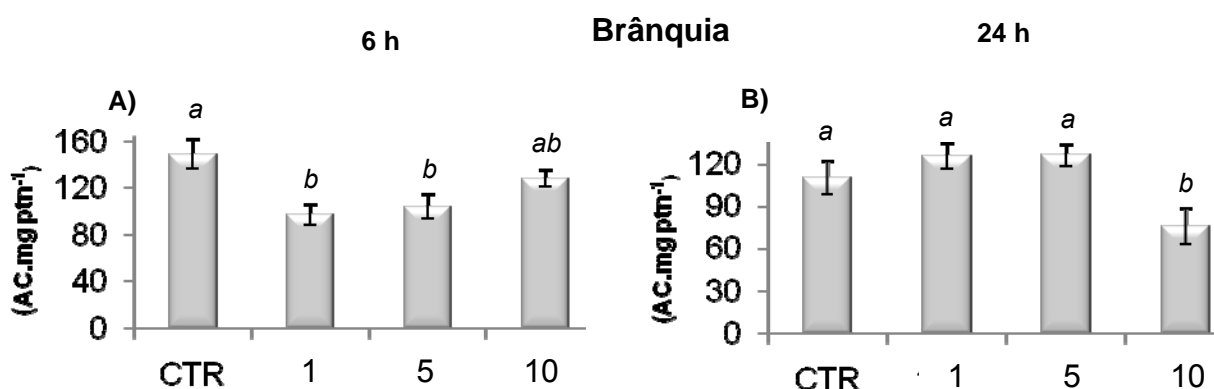 Brânquia
6 h
24 h
A)
a
b
b
ab
(AC.mg ptn-1)
160
120
80
40
0
CTR 1 5 10
B)
a
a
a
b
(AC.mg ptn-1)
120
90
60
30
0
CTR 1 5 10